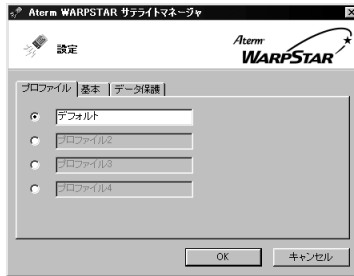 Aterm WARPSTAR サテライトマネージャ
設定
Aterm
WARPSTAR
プロファイル 基本 データ保護
デフォルト
プロファイル2
プロファイル3
プロファイル4
OK キャンセル